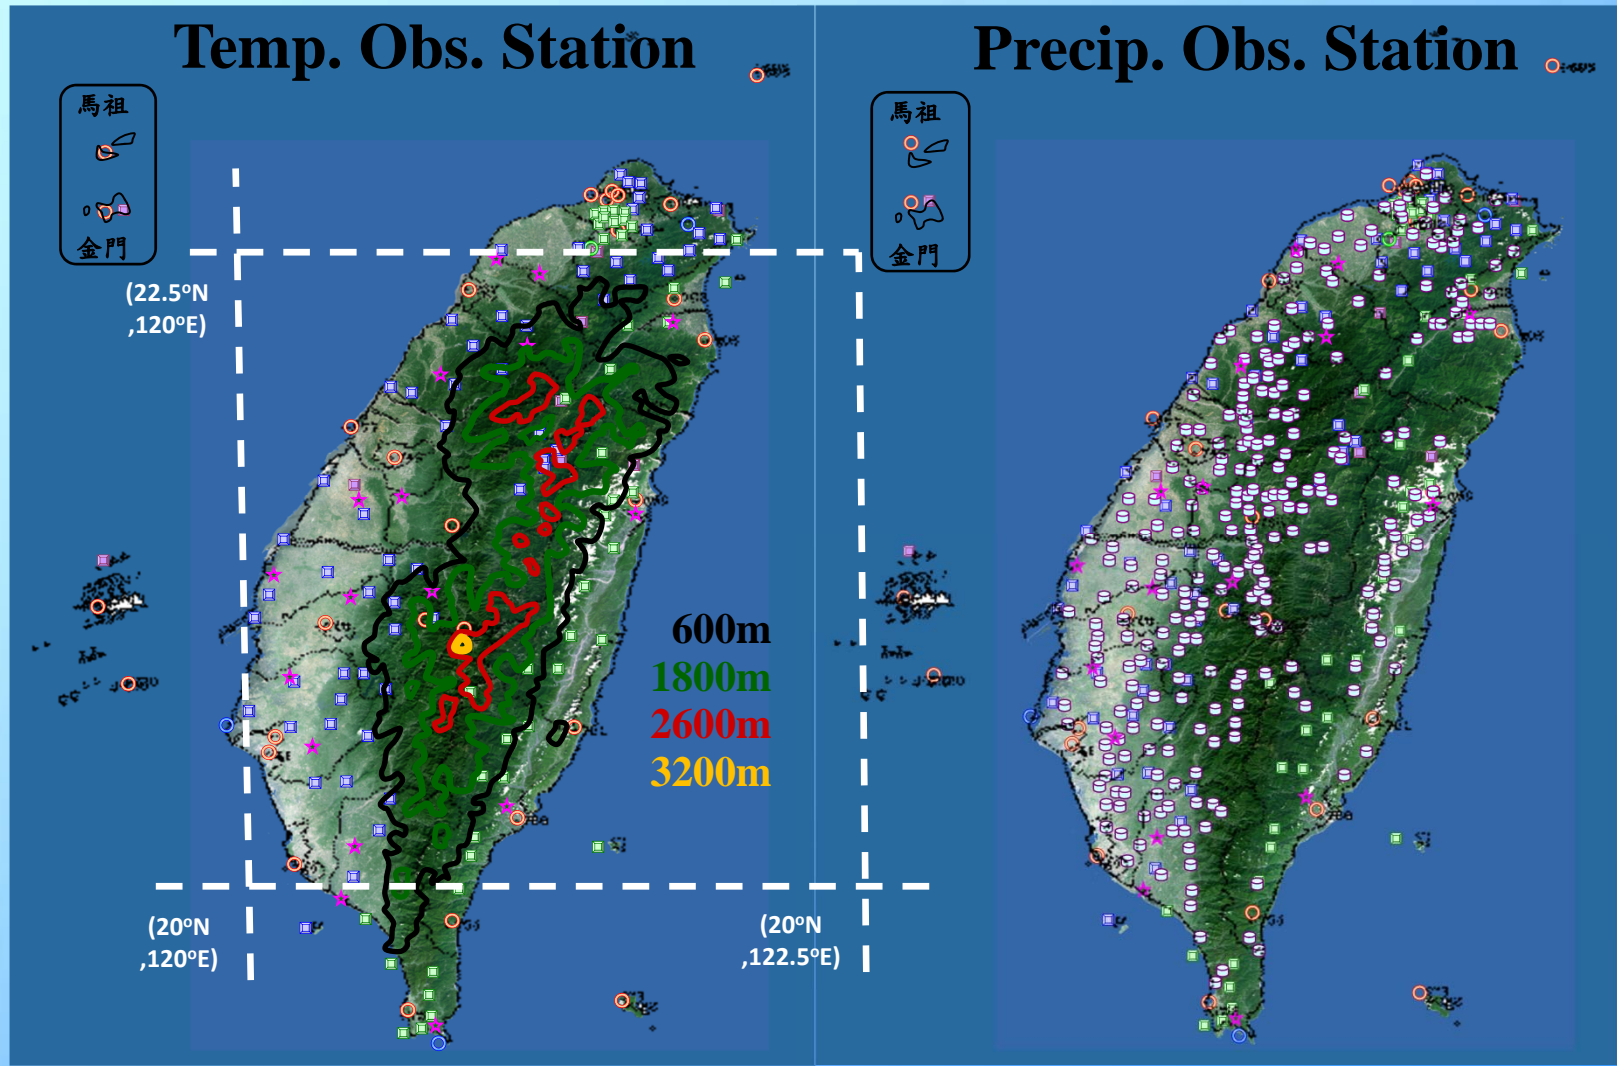 Temp. Obs. Station
馬祖
金門
(22.5°N
,120°E)
600m
1800m
2600m
3200m
(20°N
,120°E)
(20°N
,122.5°E)
Precip. Obs. Station
馬祖
金門